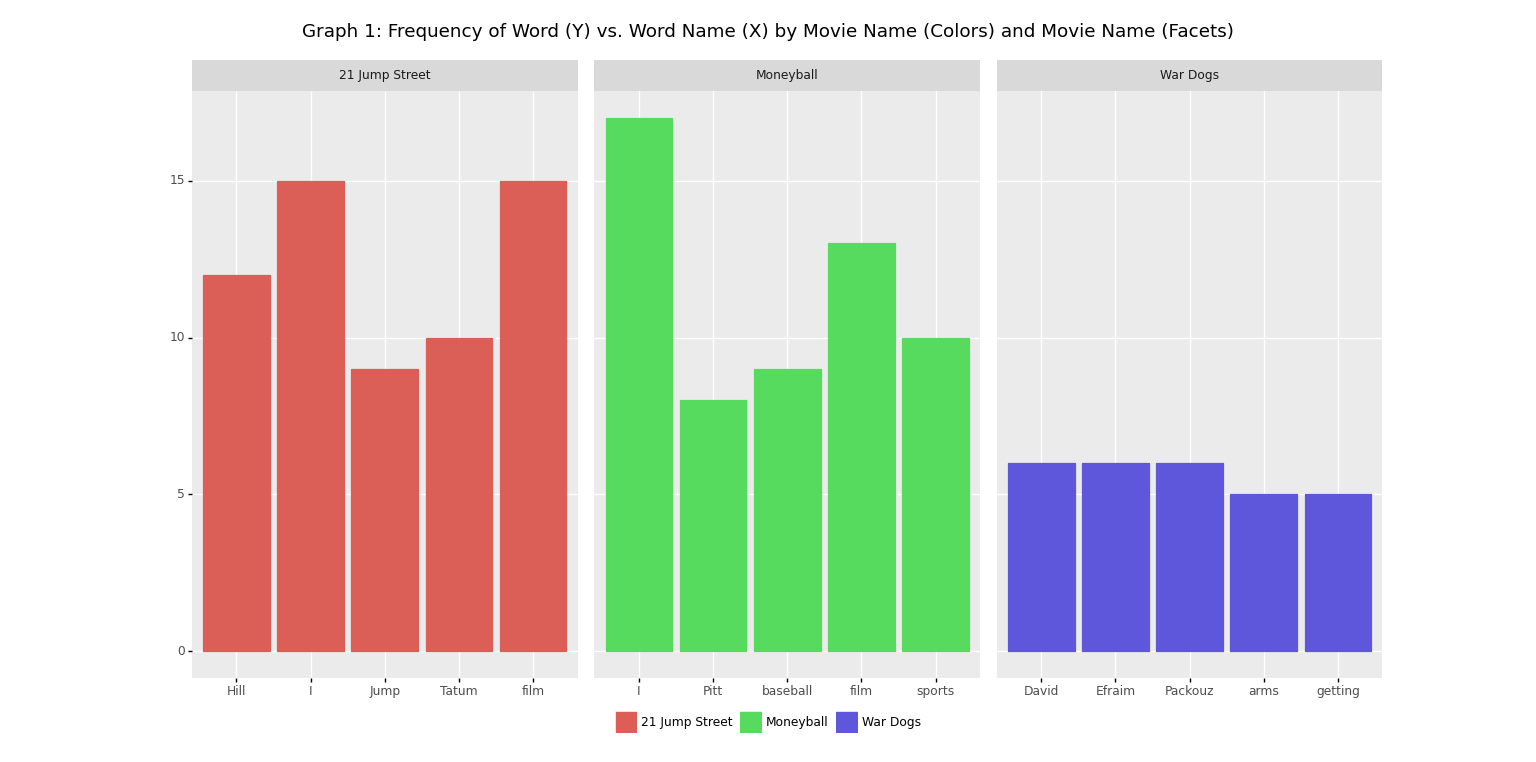 Graph 1: Frequency of Word (Y) vs. Word Name (X) by Movie Name (Colors) and Movie Name (Facets)
21 Jump Street Moneyball War Dogs
15
10
5
0
Hill I Jump Tatum film I Pitt baseball film sports David Efraim Packouz arms getting
21 Jump Street Moneyball War Dogs